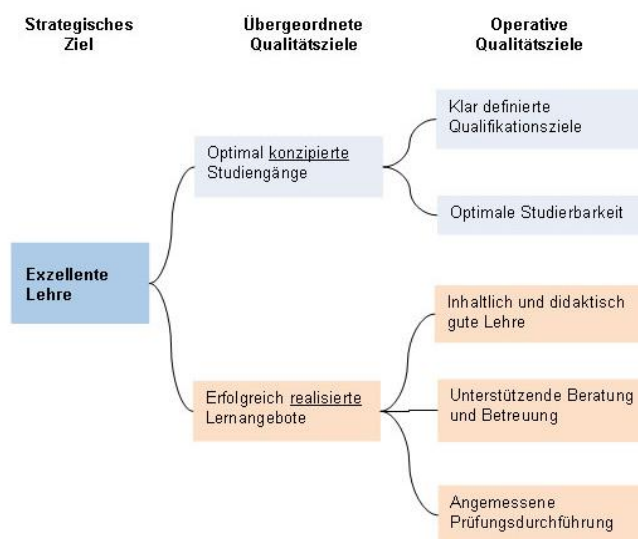 Strategisches
Ziel
Übergeordnete
Qualitätsziele
Operative
Qualitätsziele
Exzellente
Lehre
Optimal konzipierte
Studiengänge
Klar definierte
Qualifikationsziele
Optimale Studierbarkeit
Erfolgreich realisierte
Lernangebote
Inhaltlich und didaktisch
gute Lehre
Unterstützende Beratung
und Betreuung
Angemessene
Prüfungsdurchführung